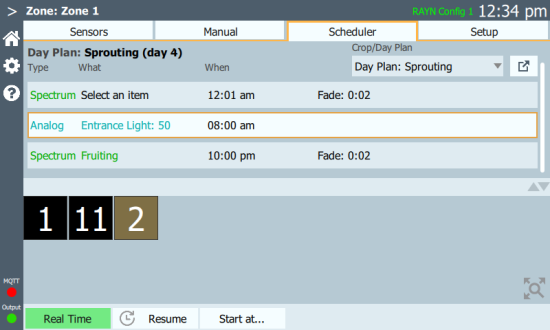 > Zone: Zone 1 RAYN Config 1 12:34 pm
Sensors Manual Scheduler Setup
Day Plan: Sprouting (day 4) Crop/Day Plan
Type What When Day Plan: Sprouting
Spectrum Select an item 12:01 am Fade: 0:02
Analog Entrance Light: 50 08:00 am
Spectrum Fruiting 10:00 pm Fade: 0:02
1 11 2
MQTT
Output
Real Time Resume Start at...